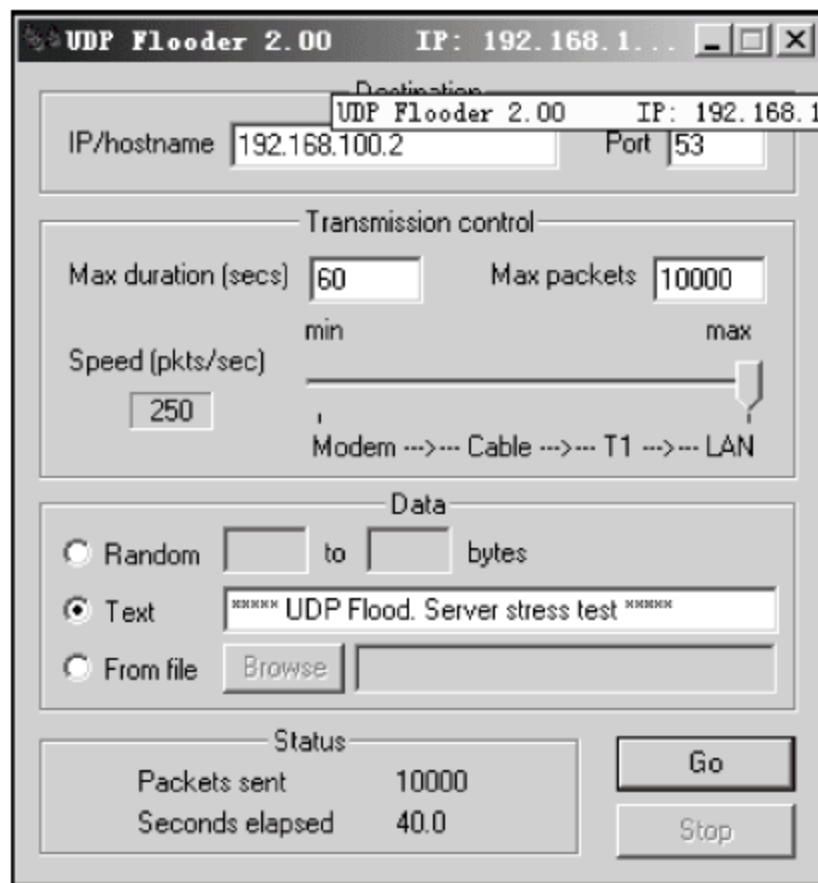 UDP Flooder 2.00 IP: 192.168.1...
UDP Flooder 2.00 IP: 192.168.1
IP/hostname 192.168.100.2 Port 53
Transmission control
Max duration (secs) 60 Max packets 10000
min max
Speed (pkts/sec)
250
Modem --->--- Cable --->--- T1 --->--- LAN
Data
Random to bytes
Text ***** UDP Flood. Server stress test *****
From file Browse
Status
Packets sent 10000
Seconds elapsed 40.0
Go
Stop